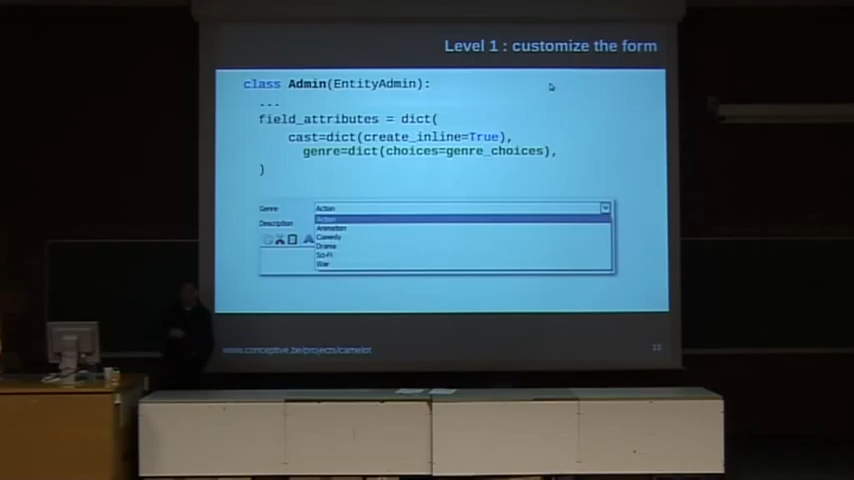 Level 1 : customize the form
class Admin(EntityAdmin):
...
field_attributes = dict(
cast=dict(create_inline=True),
genre=dict(choices=genre_choices),
)
Genre
Action
Description
Action
Animation
Comedy
Drama
Sci-Fi
War
www.conceptive.be/projects/camelot
13